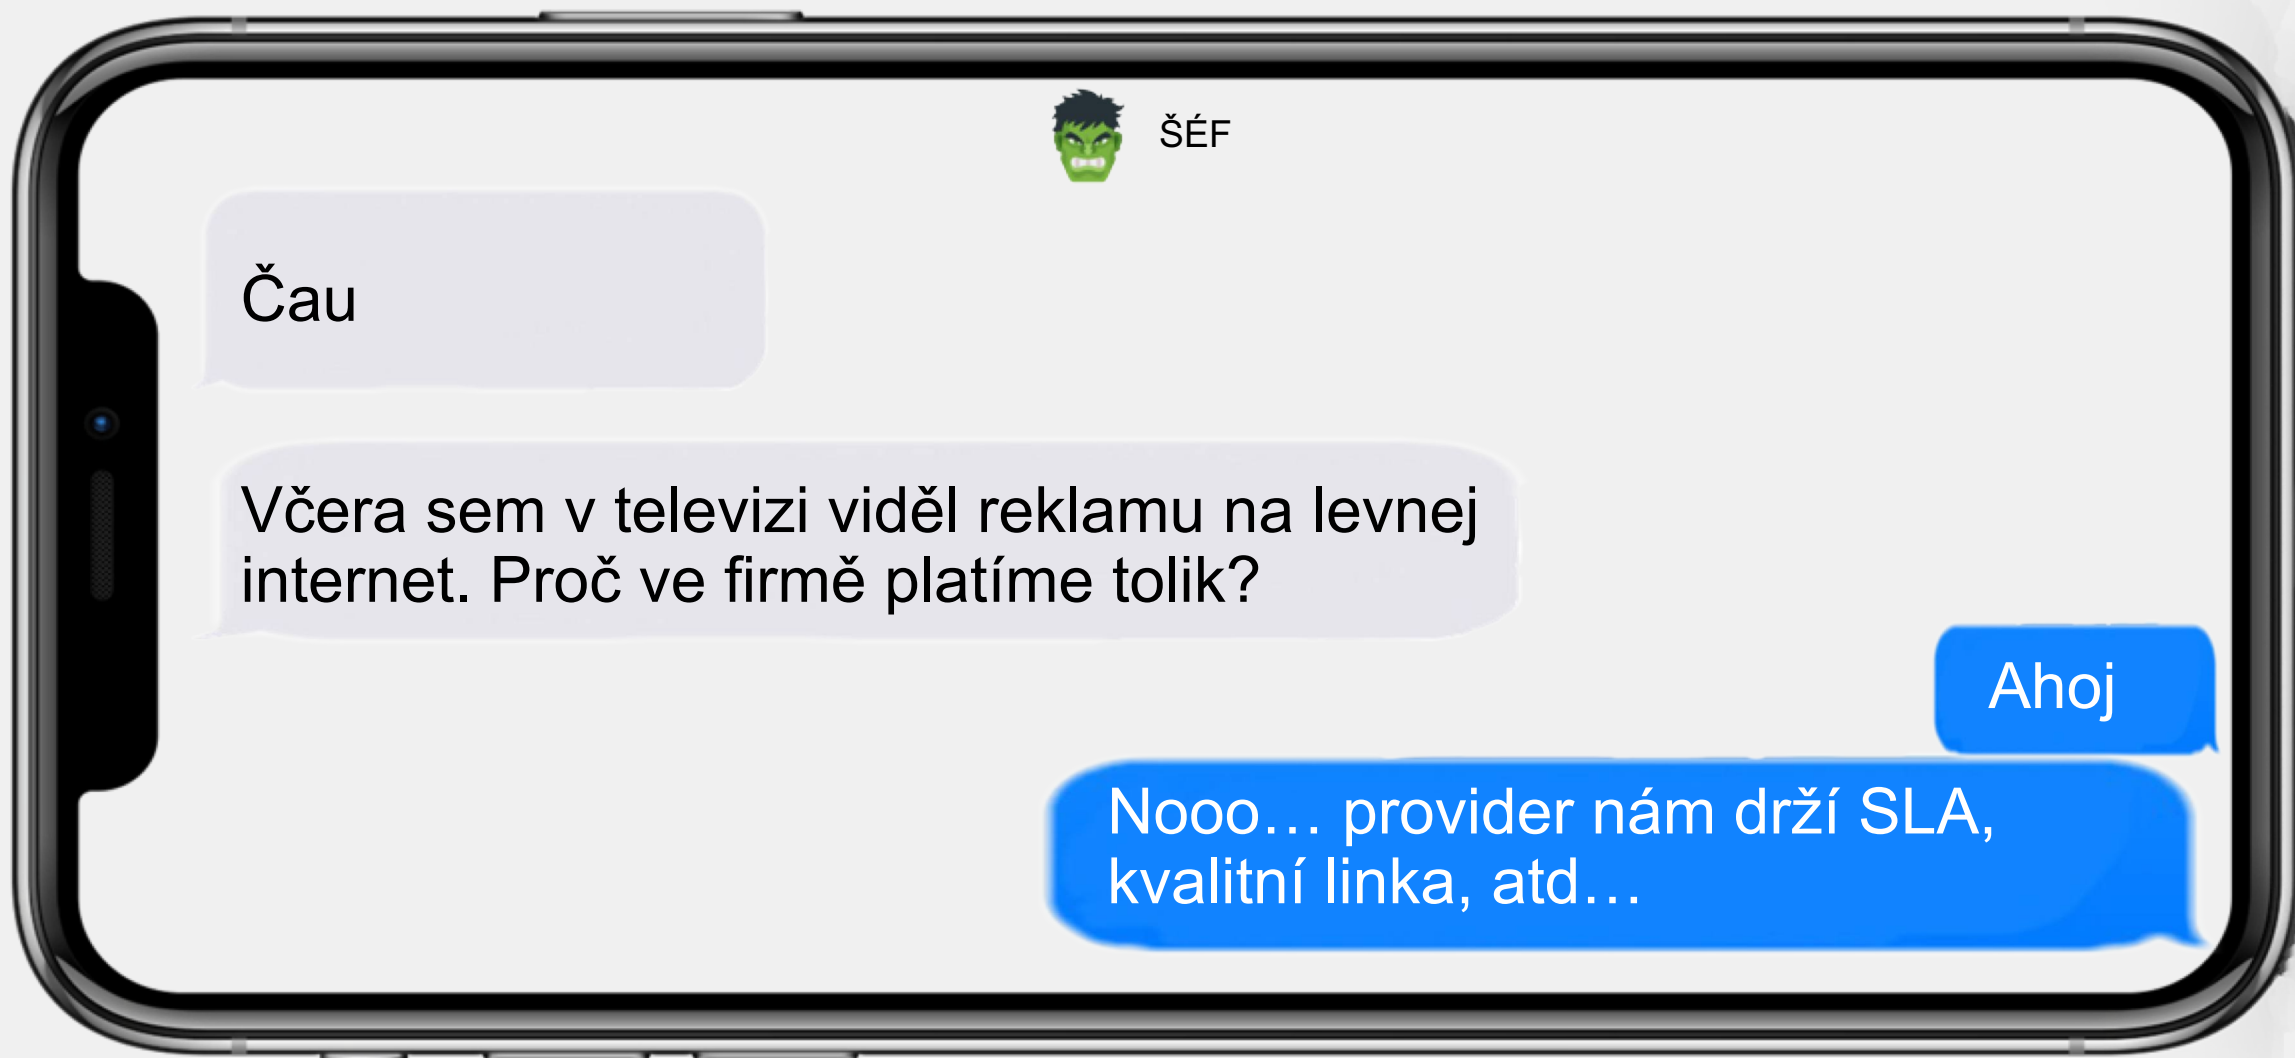 ŠÉF
Čau
Včera sem v televizi viděl reklamu na levnej
internet. Proč ve firmě platíme tolik?
Ahoj
Nooo… provider nám drží SLA,
kvalitní linka, atd…